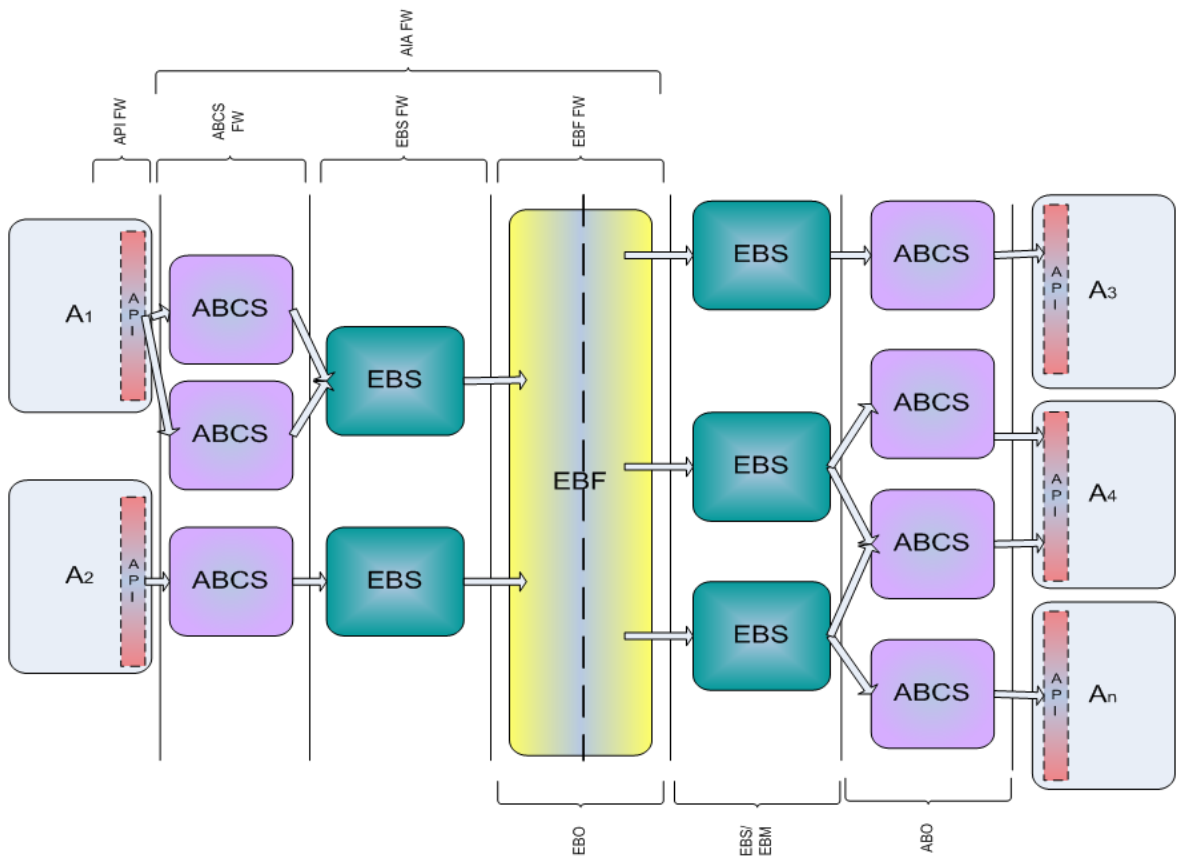 AIA FW
API FW
ABCS
FW
EBS FW
EBF FW
A1
API
ABCS
ABCS
EBS
A2
API
ABCS
EBS
EBF
EBS
ABCS
API
A3
EBS
ABCS
ABCS
API
A4
EBS
ABCS
API
An
EBO
EBS/
EBM
ABO